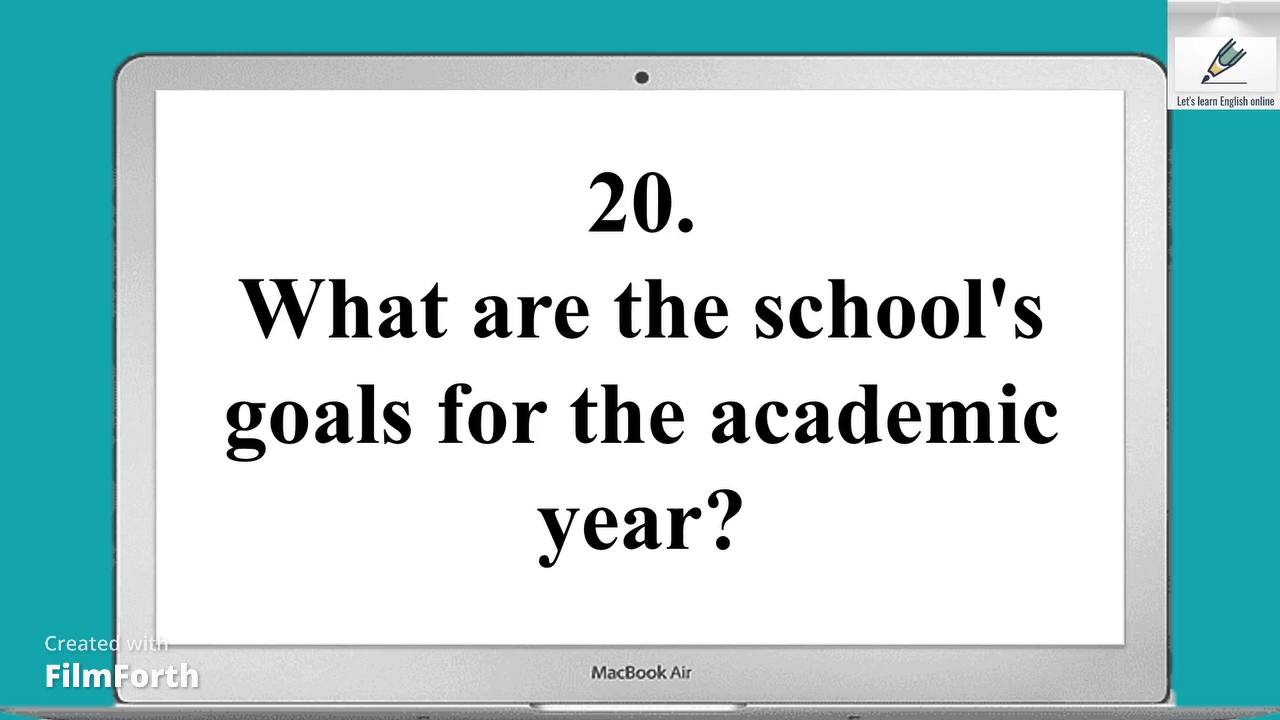 Let's learn English online
20.
What are the school's
goals for the academic
year?
Created with
FilmForth
MacBook Air